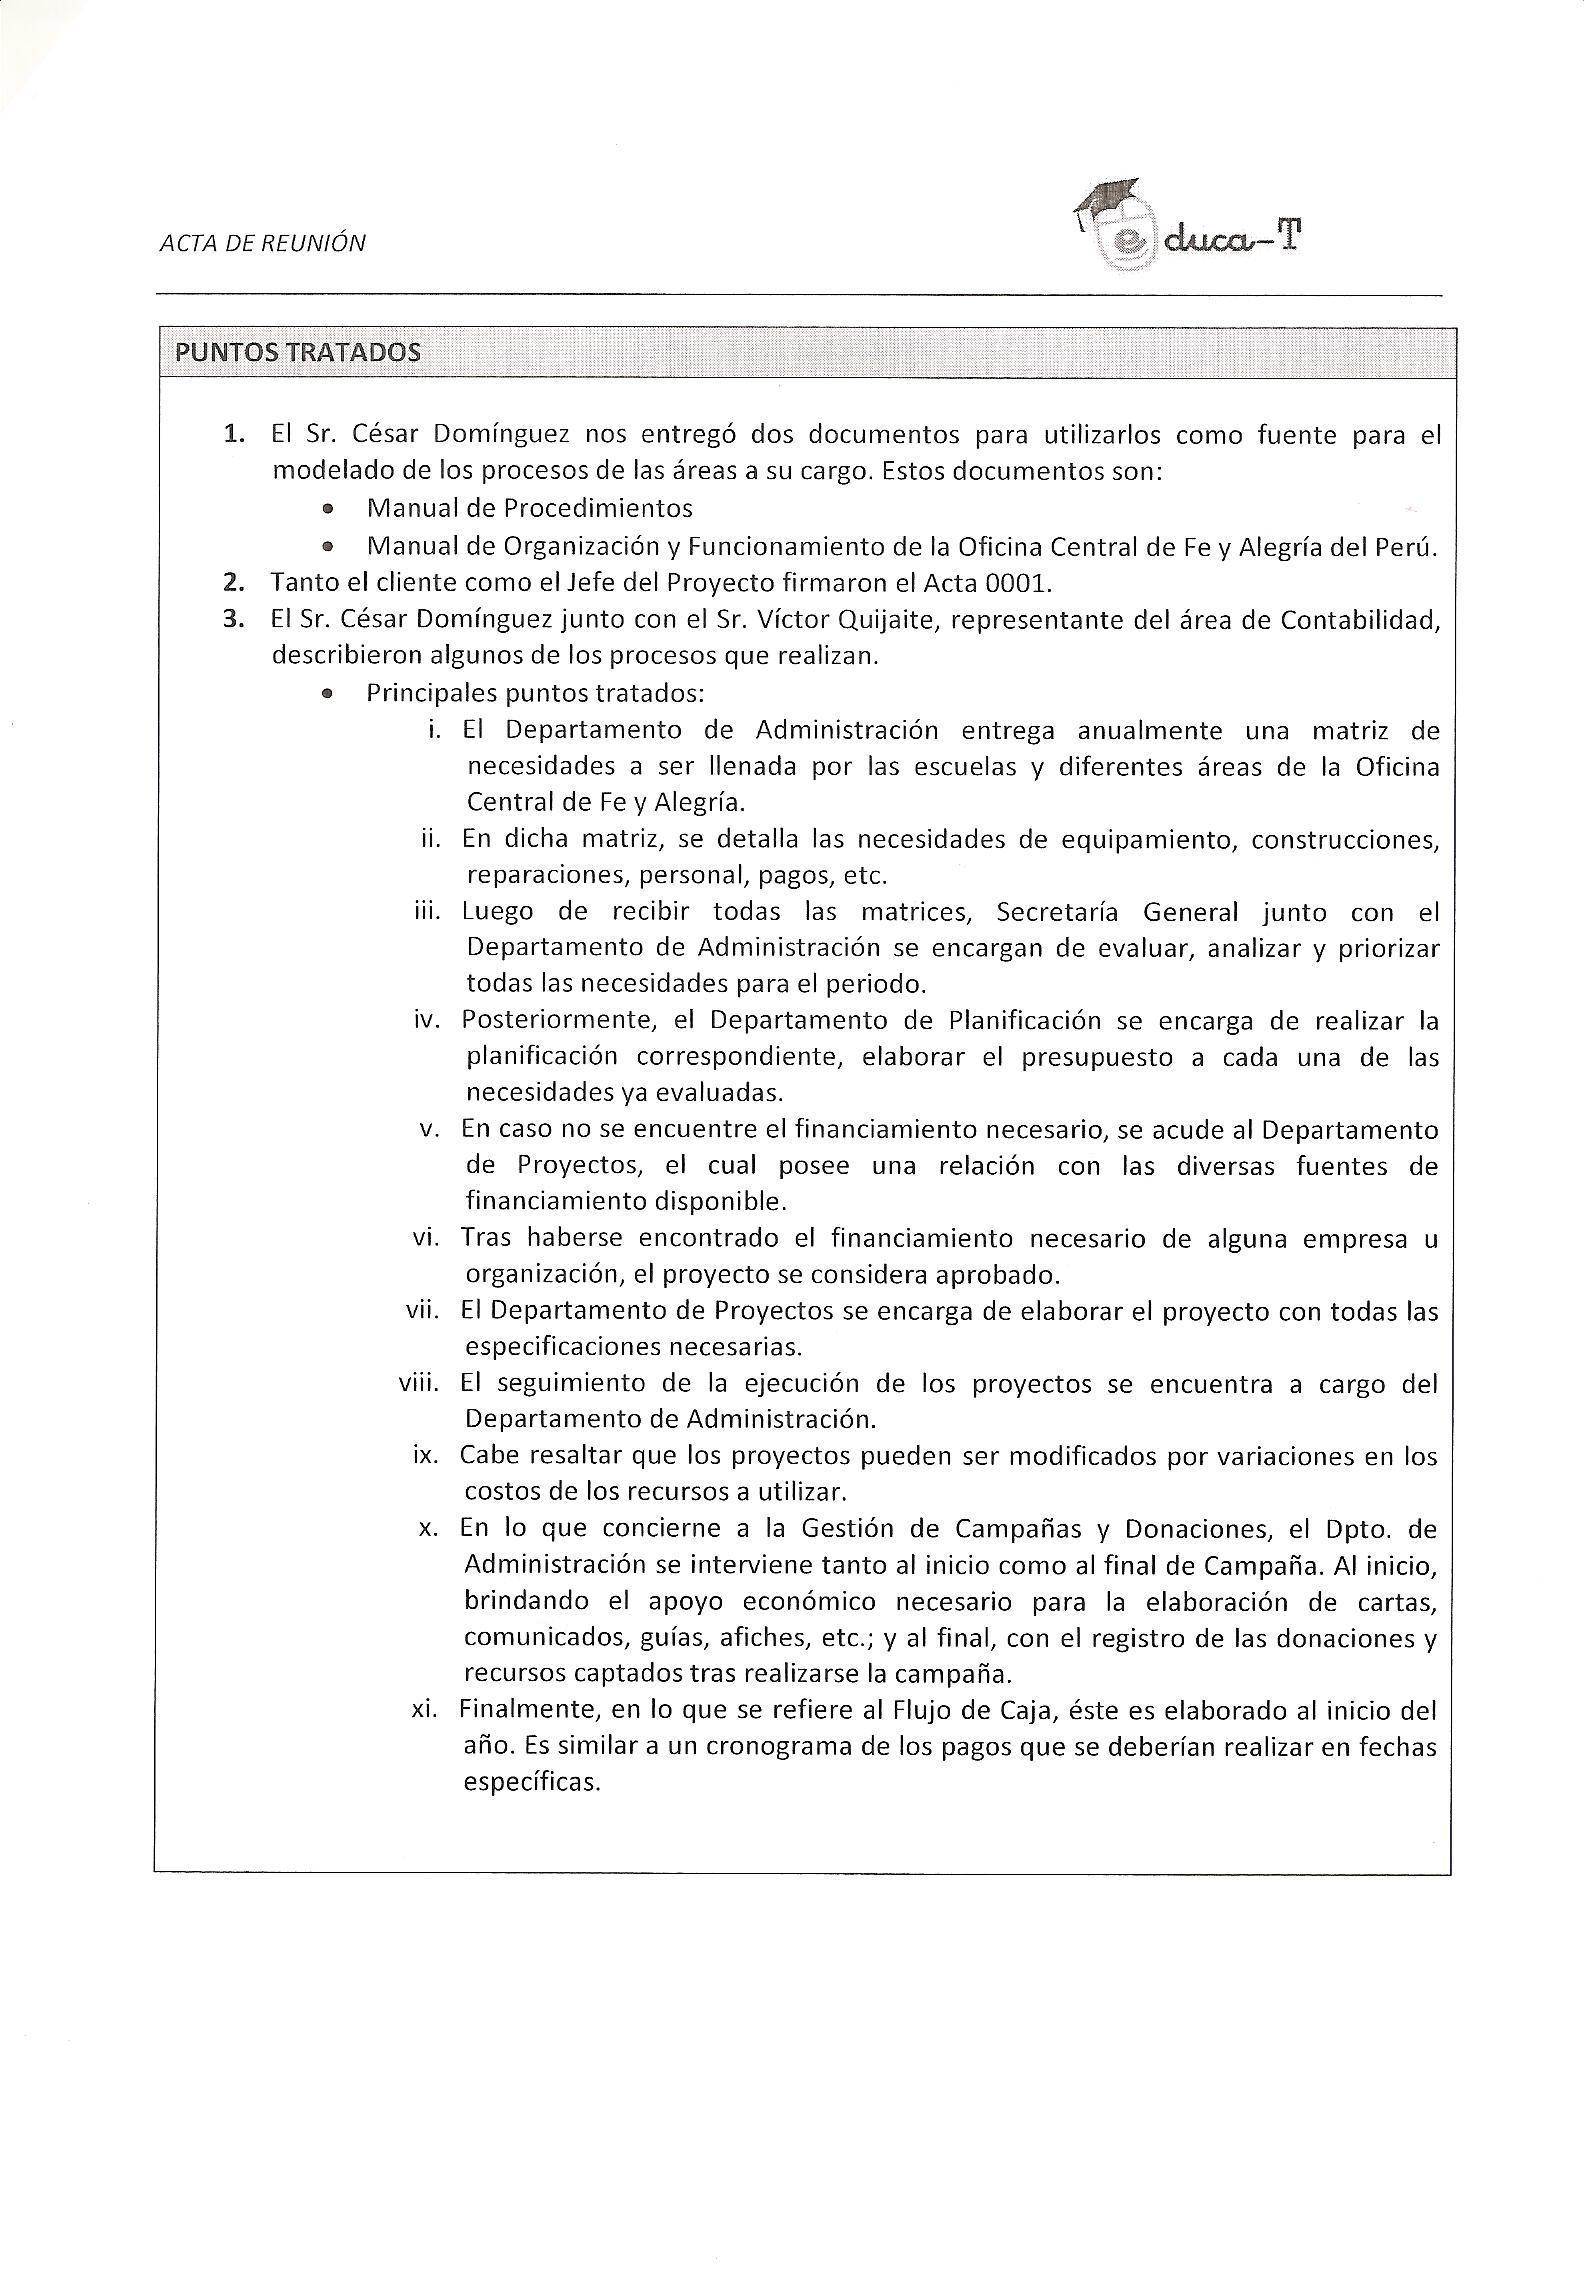 ACTA DE REUNIÓN
educa-T
PUNTOS TRATADOS
1. El Sr. César Domínguez nos entregó dos documentos para utilizarlos como fuente para el
modelado de los procesos de las áreas a su cargo. Estos documentos son:
• Manual de Procedimientos
• Manual de Organización y Funcionamiento de la Oficina Central de Fe y Alegría del Perú.
2. Tanto el cliente como el Jefe del Proyecto firmaron el Acta 0001.
3. El Sr. César Domínguez junto con el Sr. Víctor Quijaite, representante del área de Contabilidad,
describieron algunos de los procesos que realizan.
• Principales puntos tratados:
i. El Departamento de Administración entrega anualmente una matriz de
necesidades a ser llenada por las escuelas y diferentes áreas de la Oficina
Central de Fe y Alegría.
ii. En dicha matriz, se detalla las necesidades de equipamiento, construcciones,
reparaciones, personal, pagos, etc.
iii. Luego de recibir todas las matrices, Secretaría General junto con el
Departamento de Administración se encargan de evaluar, analizar y priorizar
todas las necesidades para el periodo.
iv. Posteriormente, el Departamento de Planificación se encarga de realizar la
planificación correspondiente, elaborar el presupuesto a cada una de las
necesidades ya evaluadas.
v. En caso no se encuentre el financiamiento necesario, se acude al Departamento
de Proyectos, el cual posee una relación con las diversas fuentes de
financiamiento disponible.
vi. Tras haberse encontrado el financiamiento necesario de alguna empresa u
organización, el proyecto se considera aprobado.
vii. El Departamento de Proyectos se encarga de elaborar el proyecto con todas las
especificaciones necesarias.
viii. El seguimiento de la ejecución de los proyectos se encuentra a cargo del
Departamento de Administración.
ix. Cabe resaltar que los proyectos pueden ser modificados por variaciones en los
costos de los recursos a utilizar.
x. En lo que concierne a la Gestión de Campañas y Donaciones, el Dpto. de
Administración se interviene tanto al inicio como al final de Campaña. Al inicio,
brindando el apoyo económico necesario para la elaboración de cartas,
comunicados, guías, afiches, etc.; y al final, con el registro de las donaciones y
recursos captados tras realizarse la campaña.
xi. Finalmente, en lo que se refiere al Flujo de Caja, éste es elaborado al inicio del
año. Es similar a un cronograma de los pagos que se deberían realizar en fechas
específicas.